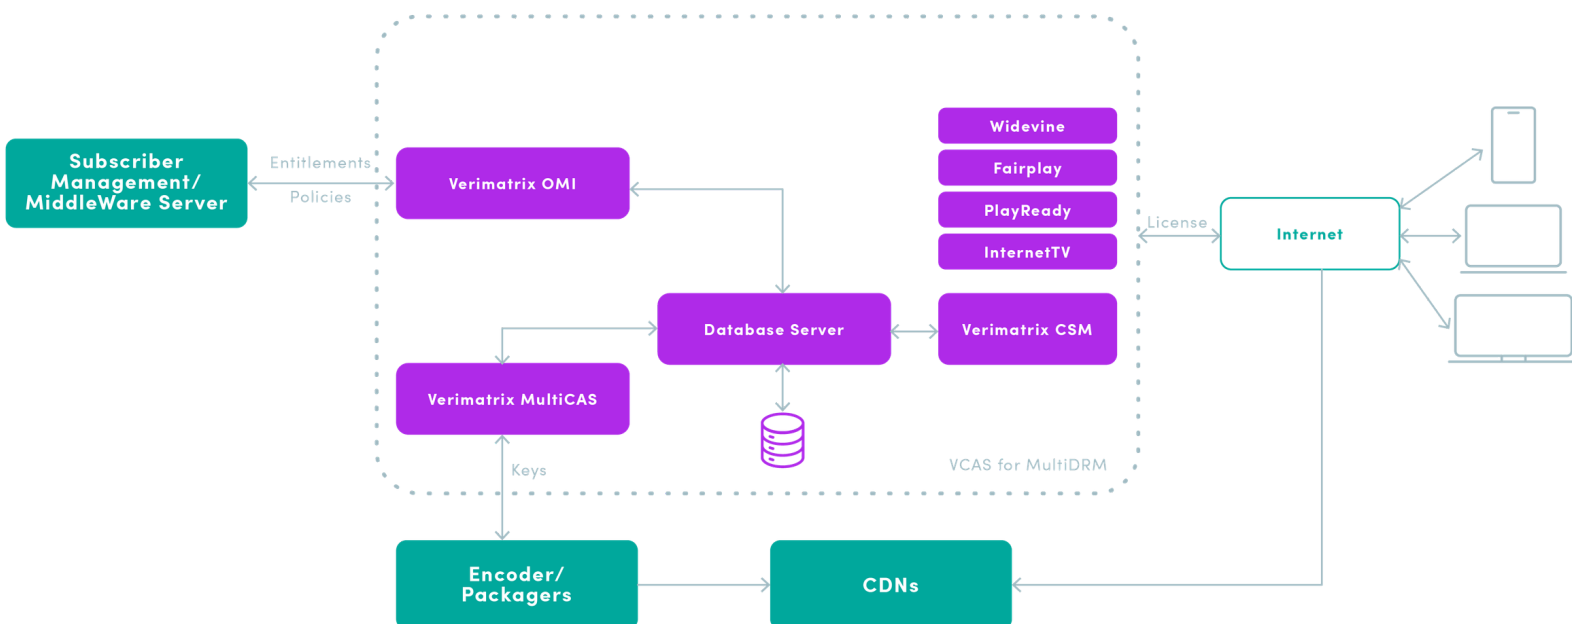 Subscriber
Management/
MiddleWare Server
Entitlements
Policies
Verimatrix OMI
Widevine
Fairplay
PlayReady
InternetTV
License
Internet
Database Server
Verimatrix CSM
Verimatrix MultiCAS
Keys
VCAS for MultiDRM
Encoder/
Packagers
CDNs